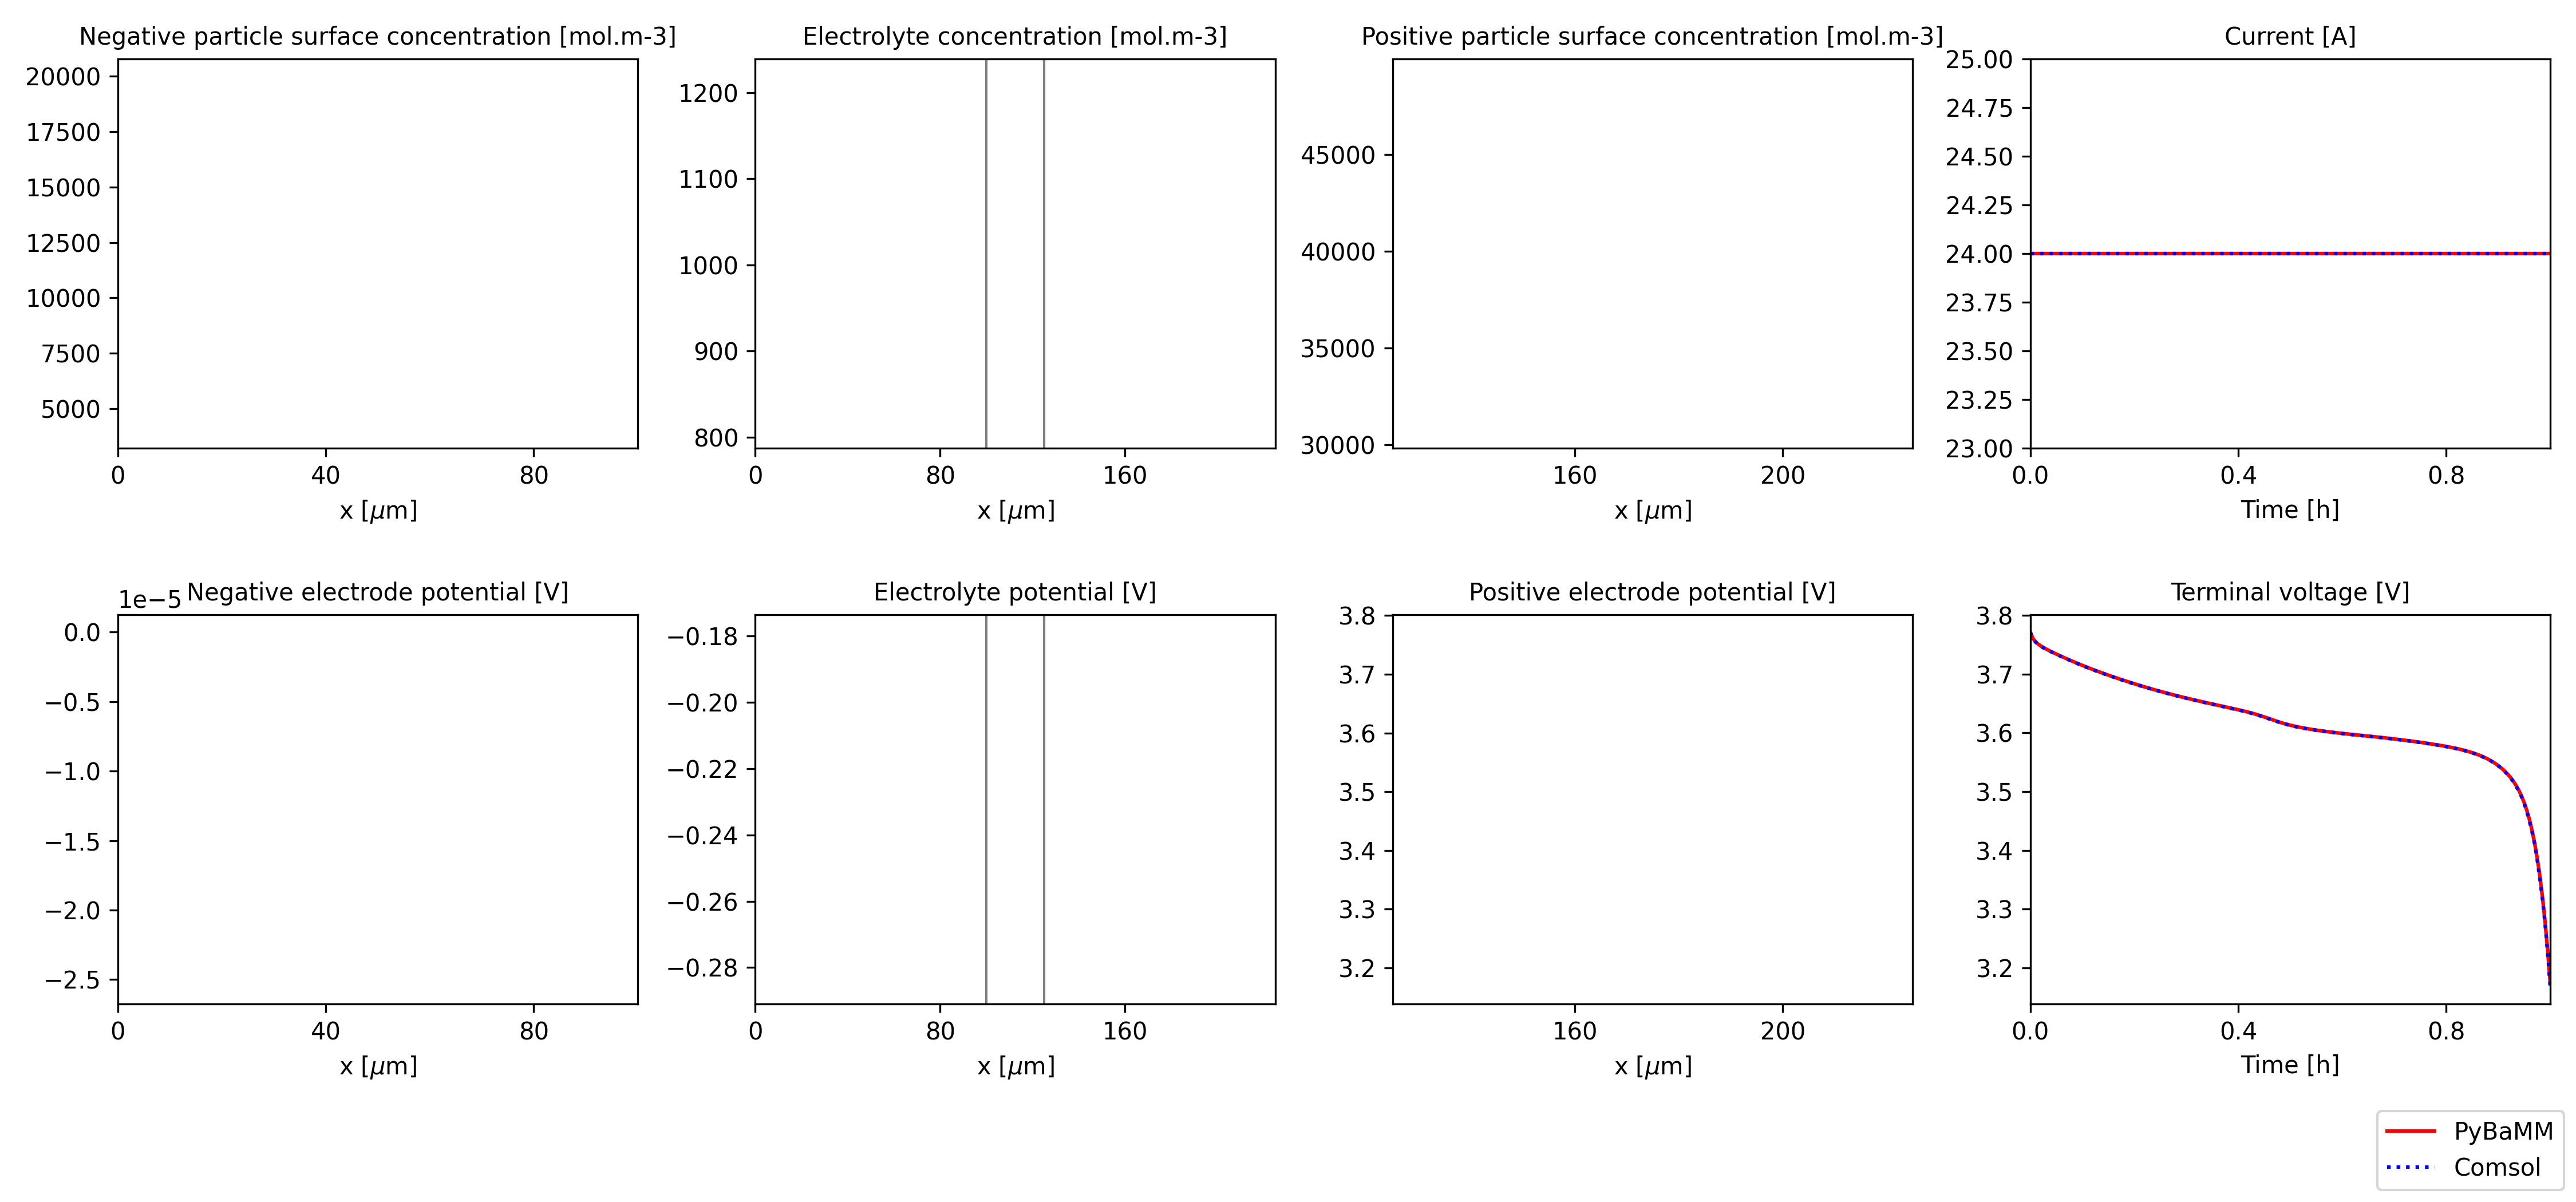 Negative particle surface concentration [mol.m-3]
20000
17500
15000
12500
10000
7500
5000
0 40 80
x [μm]
Electrolyte concentration [mol.m-3]
1200
1100
1000
900
800
0 80 160
x [μm]
Positive particle surface concentration [mol.m-3]
45000
40000
35000
30000
160 200
x [μm]
Current [A]
25.00
24.75
24.50
24.25
24.00
23.75
23.50
23.25
23.00
0.0 0.4 0.8
Time [h]
Negative electrode potential [V]
1e−5
0.0
−0.5
−1.0
−1.5
−2.0
−2.5
0 40 80
x [μm]
Electrolyte potential [V]
−0.18
−0.20
−0.22
−0.24
−0.26
−0.28
0 80 160
x [μm]
Positive electrode potential [V]
3.8
3.7
3.6
3.5
3.4
3.3
3.2
160 200
x [μm]
Terminal voltage [V]
3.8
3.7
3.6
3.5
3.4
3.3
3.2
0.0 0.4 0.8
Time [h]
PyBaMM
Comsol